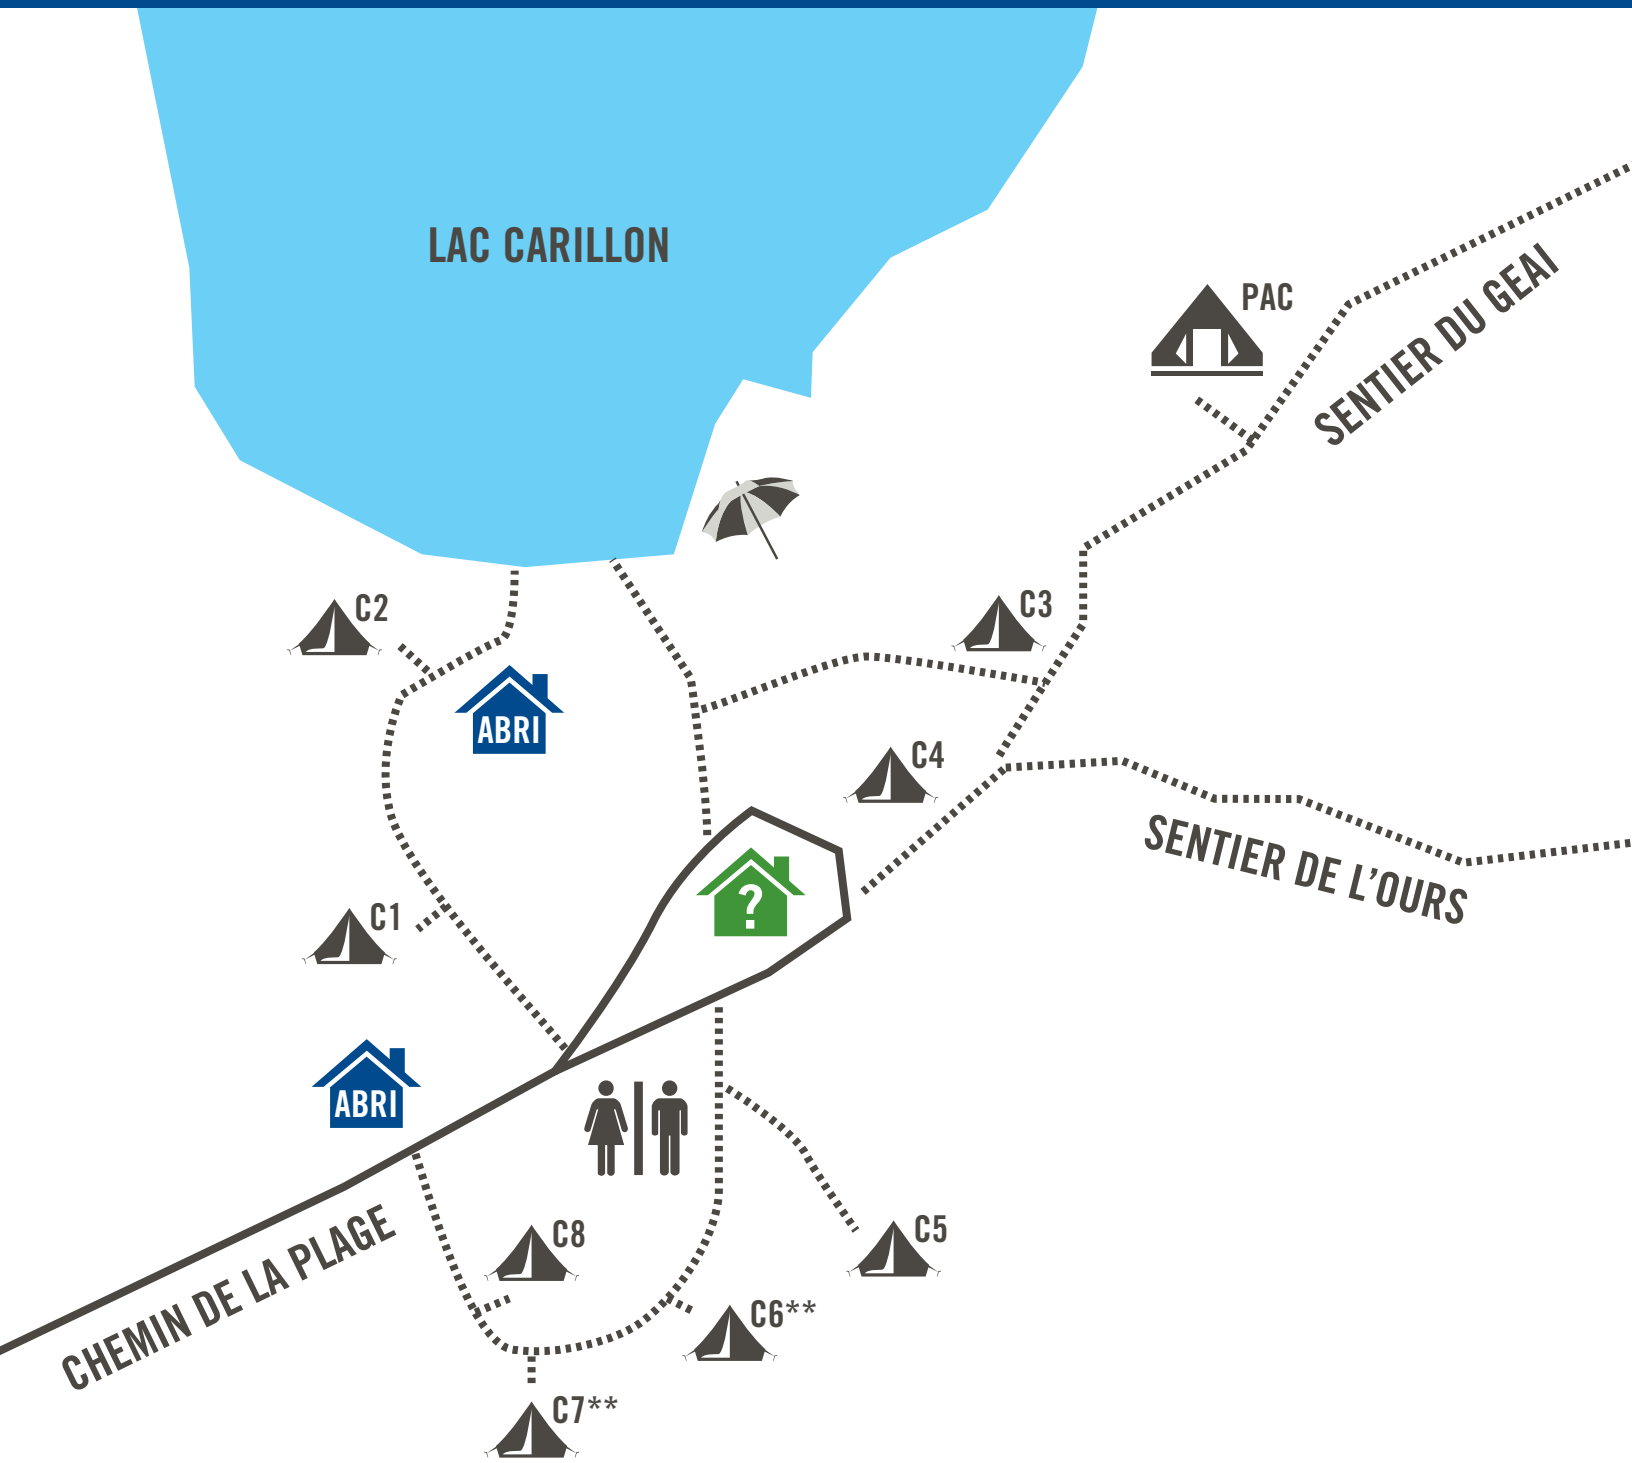 LAC CARILLON
PAC
SENTIER DU GEAI
C2
C3
ABRI
C4
SENTIER DE L'OURS
?
C1
ABRI
C8
C5
CHEMIN DE LA PLAGE
C6**
C7**